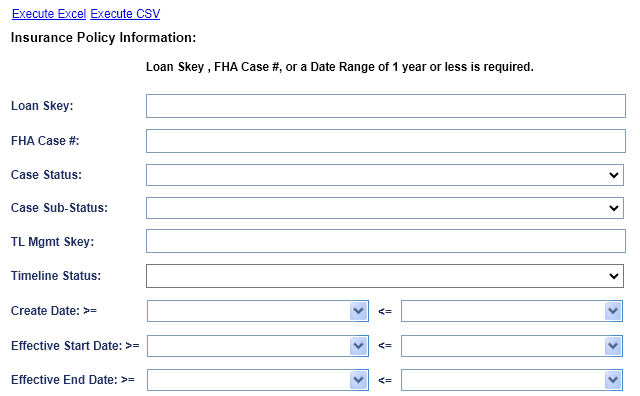 Execute Excel Execute CSV
Insurance Policy Information:
Loan Skey , FHA Case #, or a Date Range of 1 year or less is required.
Loan Skey:
FHA Case #:
Case Status:
Case Sub-Status:
TL Mgmt Skey:
Timeline Status:
Create Date: >= <=
Effective Start Date: >= <=
Effective End Date: >= <=